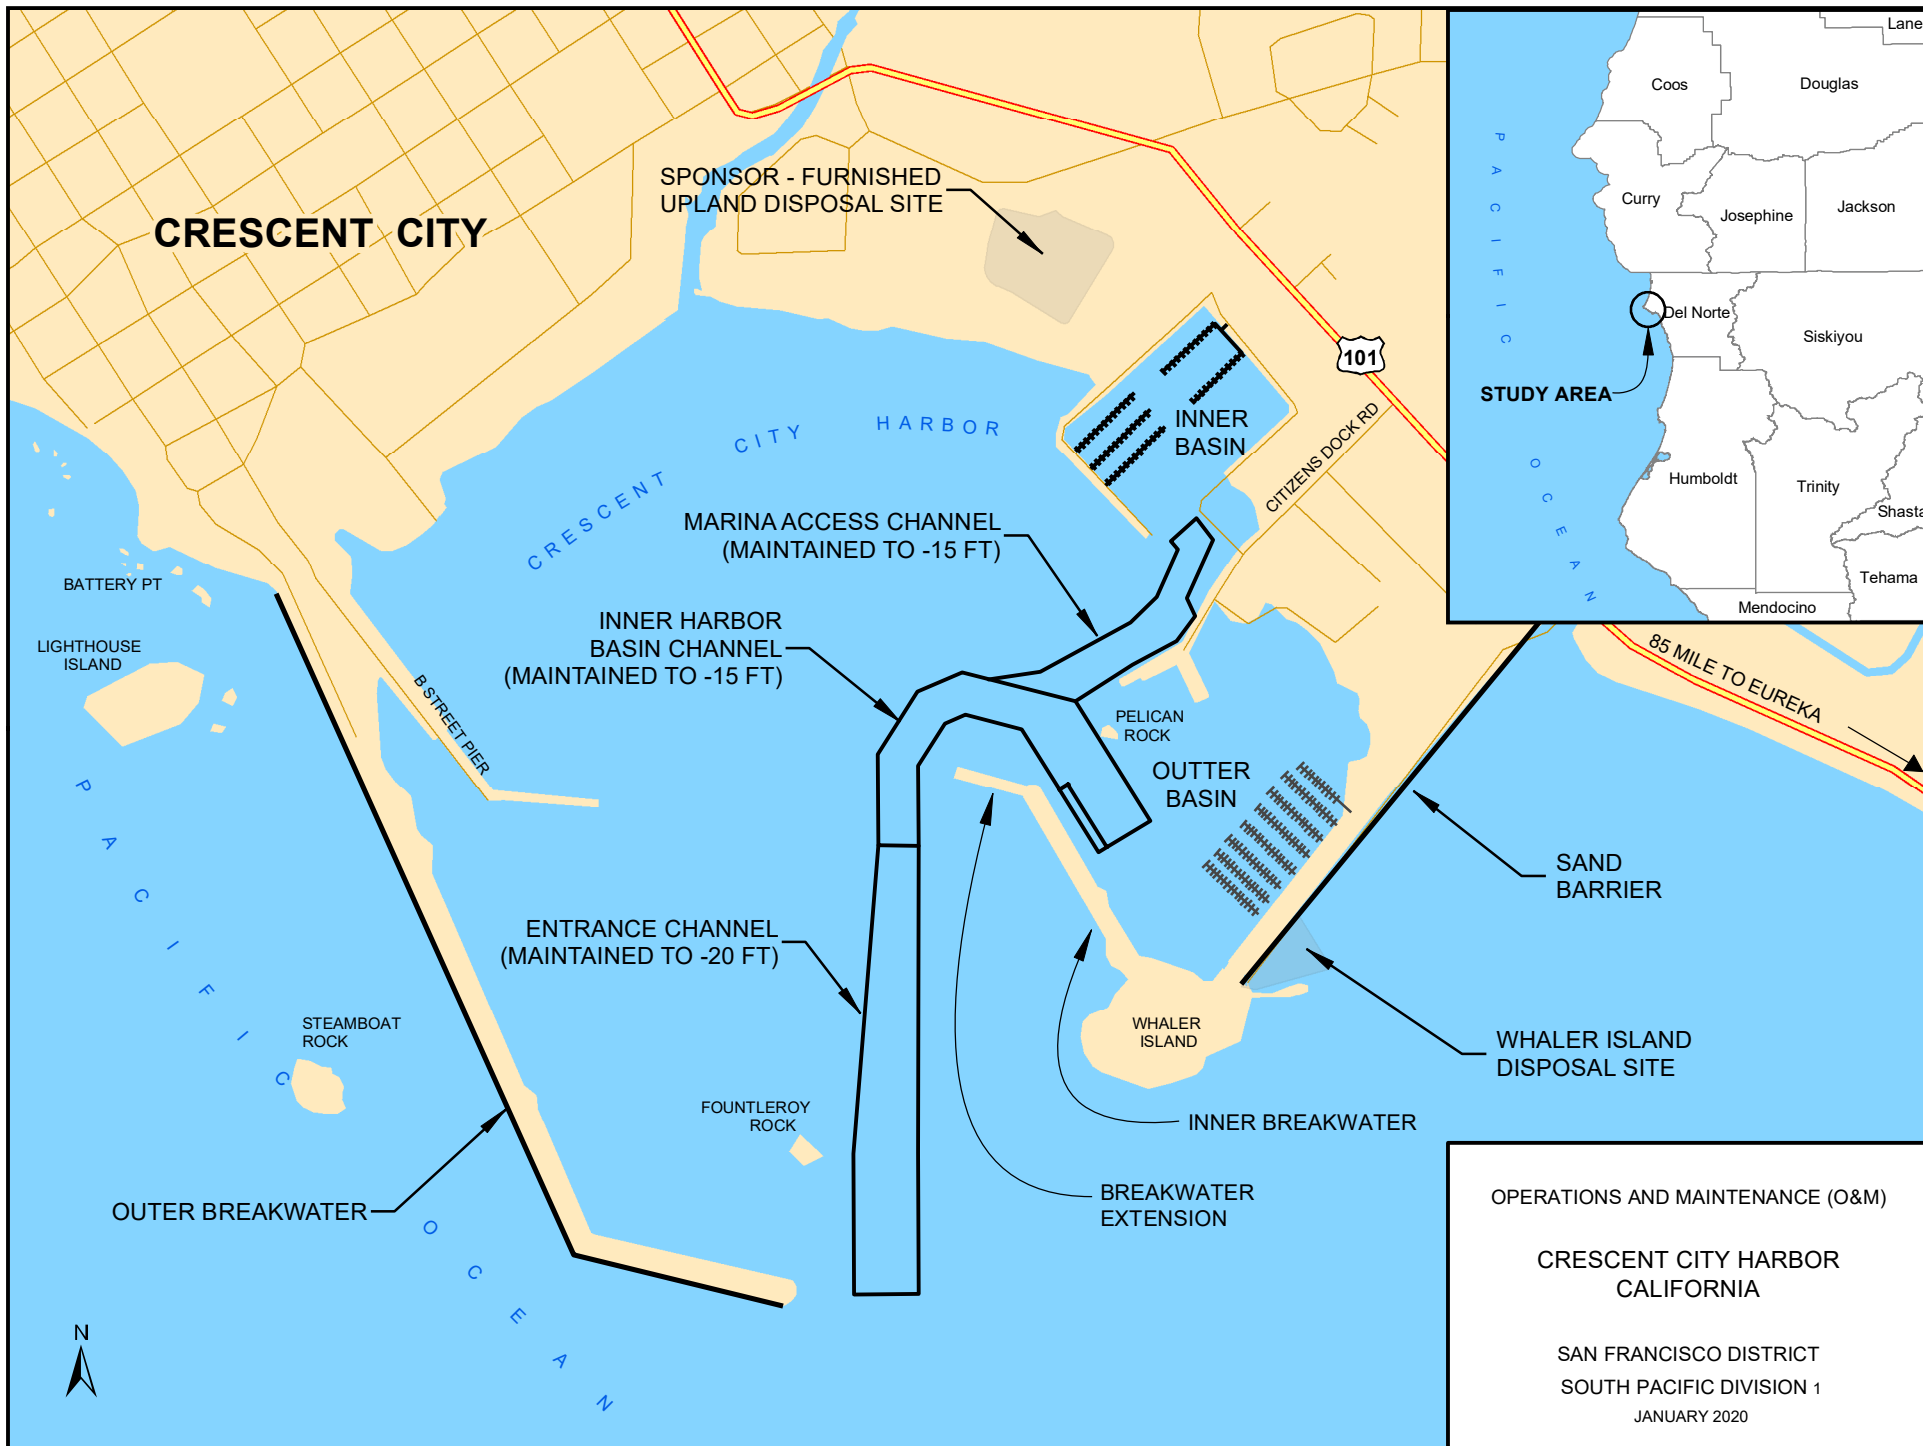 CRESCENT CITY
SPONSOR - FURNISHED
UPLAND DISPOSAL SITE
101
INNER
BASIN
CITIZENS DOCK RD
CRESCENT CITY HARBOR
MARINA ACCESS CHANNEL
(MAINTAINED TO -15 FT)
BATTERY PT
LIGHTHOUSE
ISLAND
INNER HARBOR
BASIN CHANNEL
(MAINTAINED TO -15 FT)
B STREET PIER
PELICAN
ROCK
OUTTER
BASIN
85 MILE TO EUREKA
SAND
BARRIER
ENTRANCE CHANNEL
(MAINTAINED TO -20 FT)
STEAMBOAT
ROCK
WHALER
ISLAND
WHALER ISLAND
DISPOSAL SITE
FOUNTLEROY
ROCK
INNER BREAKWATER
BREAKWATER
EXTENSION
OUTER BREAKWATER
PACIFIC OCEAN
N
Lane
Coos
Douglas
Curry
Josephine
Jackson
Del Norte
Siskiyou
STUDY AREA
Humboldt
Trinity
Shasta
Tehama
Mendocino
PACIFIC OCEAN
OPERATIONS AND MAINTENANCE (O&M)
CRESCENT CITY HARBOR
CALIFORNIA
SAN FRANCISCO DISTRICT
SOUTH PACIFIC DIVISION 1
JANUARY 2020